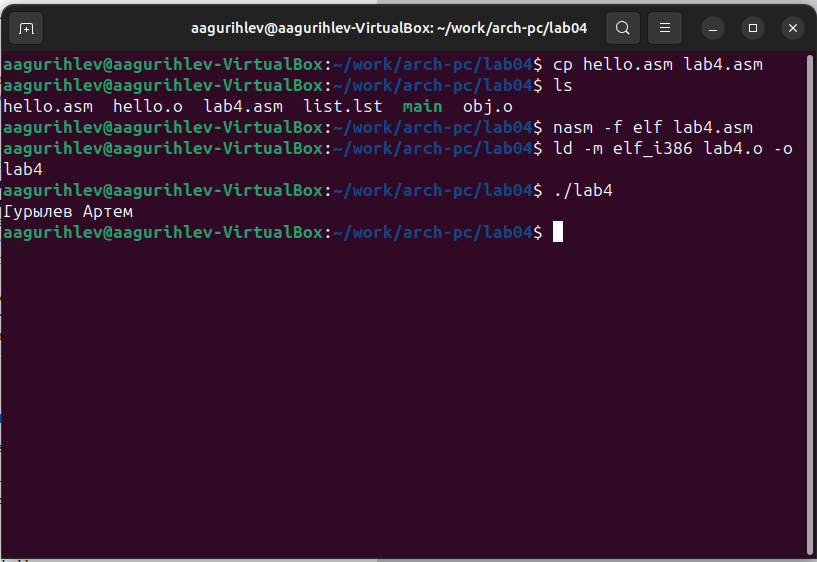 aagurihlev@aagurihlev-VirtualBox: ~/work/arch-pc/lab04
aagurihlev@aagurihlev-VirtualBox:~/work/arch-pc/lab04$ cp hello.asm lab4.asm
aagurihlev@aagurihlev-VirtualBox:~/work/arch-pc/lab04$ ls
hello.asm  hello.o  lab4.asm  list.lst  main  obj.o
aagurihlev@aagurihlev-VirtualBox:~/work/arch-pc/lab04$ nasm -f elf lab4.asm
aagurihlev@aagurihlev-VirtualBox:~/work/arch-pc/lab04$ ld -m elf_i386 lab4.o -o
lab4
aagurihlev@aagurihlev-VirtualBox:~/work/arch-pc/lab04$ ./lab4
Гурылев Артем
aagurihlev@aagurihlev-VirtualBox:~/work/arch-pc/lab04$